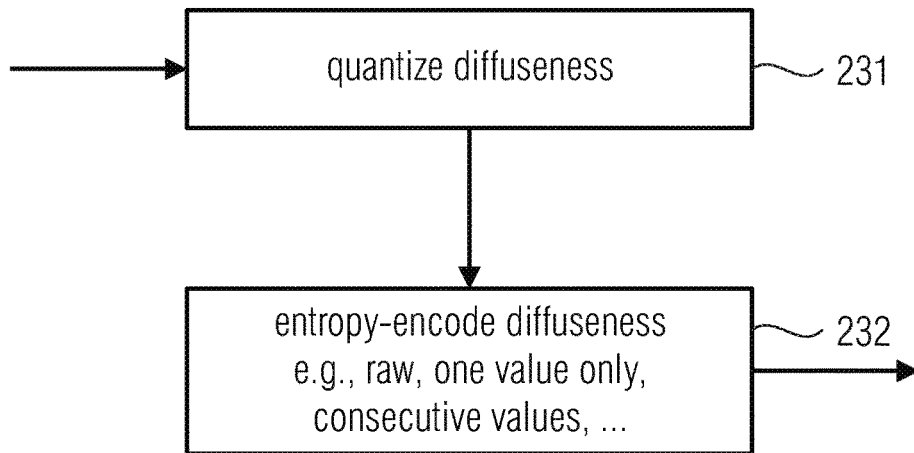 quantize diffuseness
231
entropy-encode diffuseness
232
e.g., raw, one value only,
consecutive values, ...